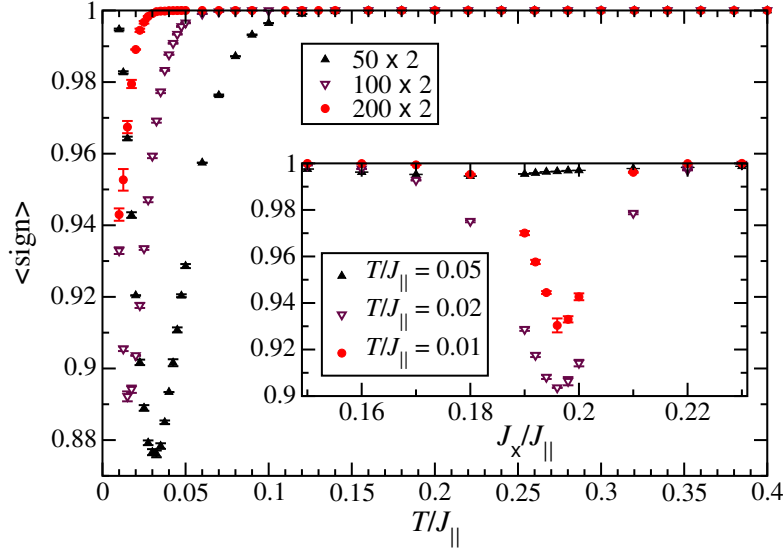 1
0.98
0.96
0.94
0.92
0.9
0.88
<sign>
50 x 2
100 x 2
200 x 2
1
0.98
0.96
0.94
0.92
0.9
T/J|| = 0.05
T/J|| = 0.02
T/J|| = 0.01
0.16 0.18 0.2 0.22
Jx/J||
0 0.05 0.1 0.15 0.2 0.25 0.3 0.35 0.4
T/J||